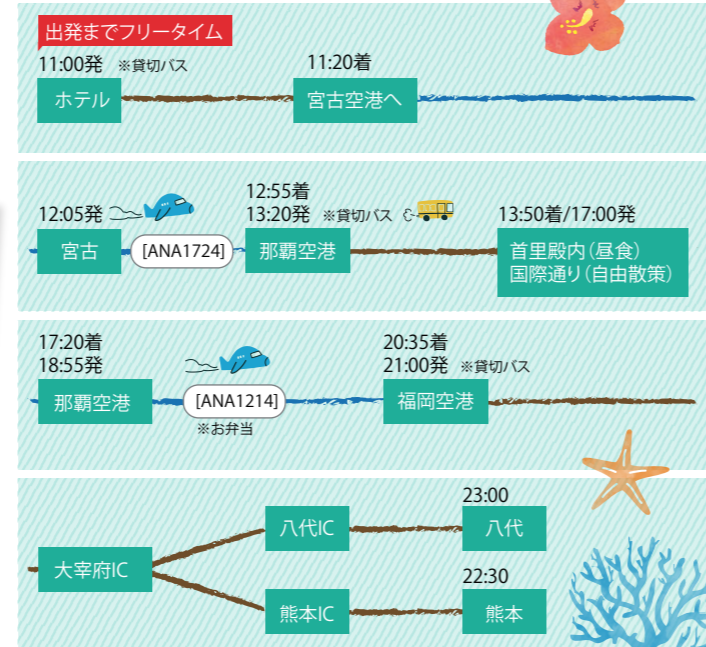 出発までフリータイム
11:00発 ※貸切バス
11:20着
ホテル
宮古空港へ
12:05発
12:55着
13:20発 ※貸切バス
13:50着/17:00発
宮古
[ANA1724]
那覇空港
首里殿内（昼食）
国際通り（自由散策）
17:20着
18:55発
20:35着
21:00発 ※貸切バス
那覇空港
[ANA1214]
※お弁当
福岡空港
大宰府IC
八代IC
23:00
八代
熊本IC
22:30
熊本